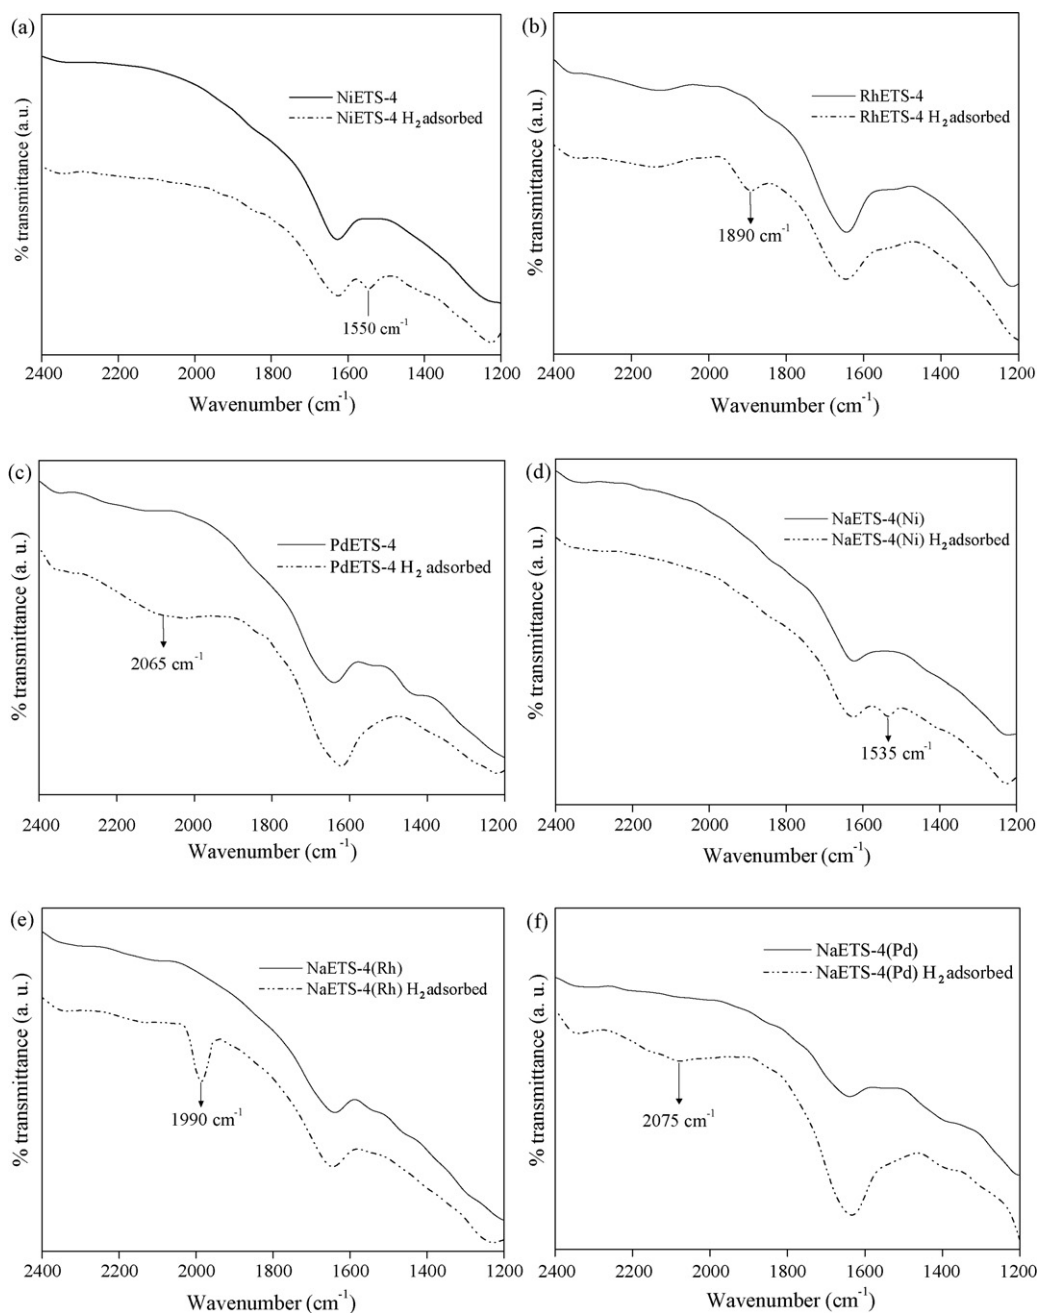 (a)
NiETS-4
NiETS-4 H₂ adsorbed
1550 cm⁻¹
% transmittance (a.u.)
2400 2200 2000 1800 1600 1400 1200
Wavenumber (cm⁻¹)
(b)
RhETS-4
RhETS-4 H₂ adsorbed
1890 cm⁻¹
% transmittance (a.u.)
2400 2200 2000 1800 1600 1400 1200
Wavenumber (cm⁻¹)
(c)
PdETS-4
PdETS-4 H₂ adsorbed
2065 cm⁻¹
% transmittance (a. u.)
2400 2200 2000 1800 1600 1400 1200
Wavenumber (cm⁻¹)
(d)
NaETS-4(Ni)
NaETS-4(Ni) H₂ adsorbed
1535 cm⁻¹
% transmittance (a. u.)
2400 2200 2000 1800 1600 1400 1200
Wavenumber (cm⁻¹)
(e)
NaETS-4(Rh)
NaETS-4(Rh) H₂ adsorbed
1990 cm⁻¹
% transmittance (a. u.)
2400 2200 2000 1800 1600 1400 1200
Wavenumber (cm⁻¹)
(f)
NaETS-4(Pd)
NaETS-4(Pd) H₂ adsorbed
2075 cm⁻¹
% transmittance (a. u.)
2400 2200 2000 1800 1600 1400 1200
Wavenumber (cm⁻¹)